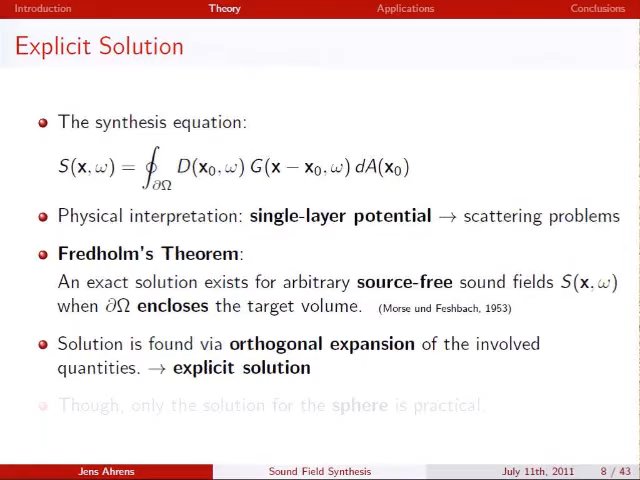 Introduction Theory Applications Conclusions
Explicit Solution
The synthesis equation:
S(x, ω) = ∮∂Ω D(x₀, ω) G(x − x₀, ω) dA(x₀)
Physical interpretation: single-layer potential → scattering problems
Fredholm's Theorem:
An exact solution exists for arbitrary source-free sound fields S(x, ω)
when ∂Ω encloses the target volume. (Morse und Feshbach, 1953)
Solution is found via orthogonal expansion of the involved
quantities. → explicit solution
Though, only the solution for the sphere is practical.
Jens Ahrens Sound Field Synthesis July 11th, 2011 8 / 43